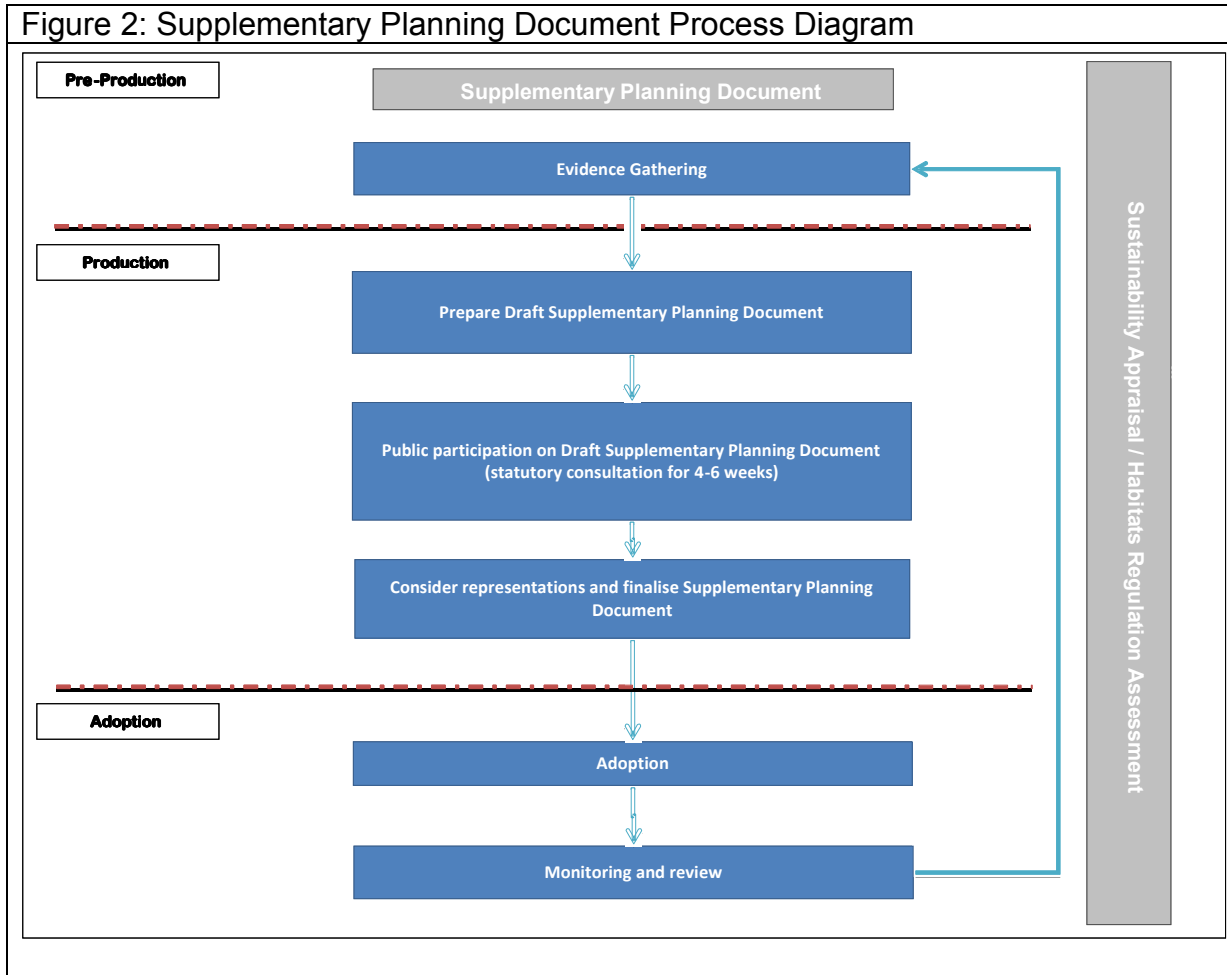 Figure 2: Supplementary Planning Document Process Diagram
Pre-Production
Supplementary Planning Document
Evidence Gathering
Production
Prepare Draft Supplementary Planning Document
Public participation on Draft Supplementary Planning Document
(statutory consultation for 4-6 weeks)
Consider representations and finalise Supplementary Planning
Document
Adoption
Adoption
Monitoring and review
Sustainability Appraisal / Habitats Regulation Assessment